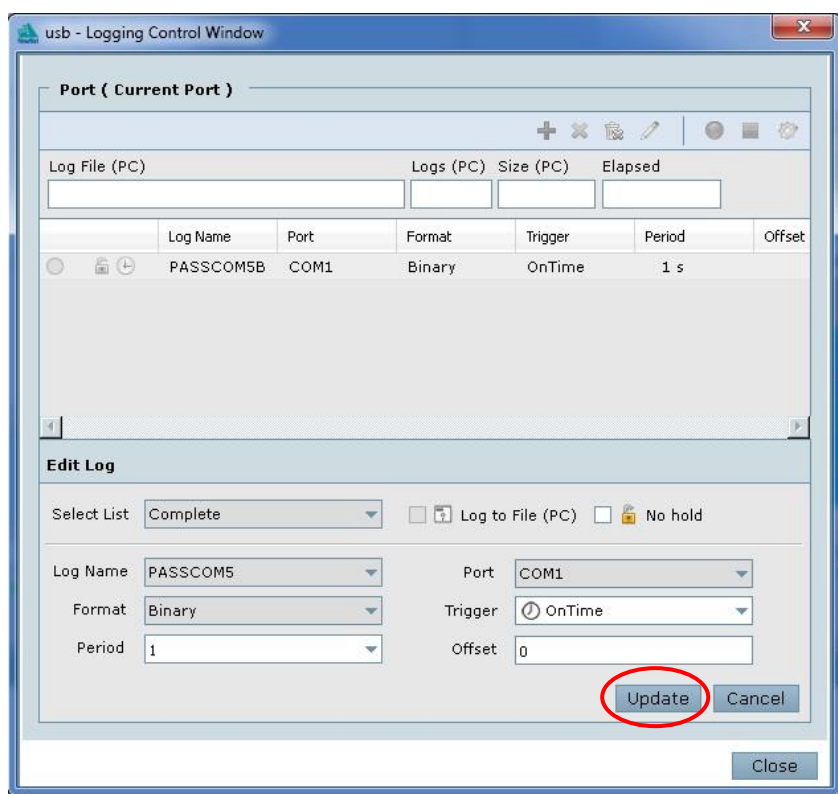 usb - Logging Control Window
Port ( Current Port )
Log File (PC) Logs (PC) Size (PC) Elapsed
Log Name Port Format Trigger Period Offset
PASSCOM5B COM1 Binary OnTime 1 s
Edit Log
Select List Complete Log to File (PC) No hold
Log Name PASSCOM5 Port COM1
Format Binary Trigger OnTime
Period 1 Offset 0
Update Cancel
Close